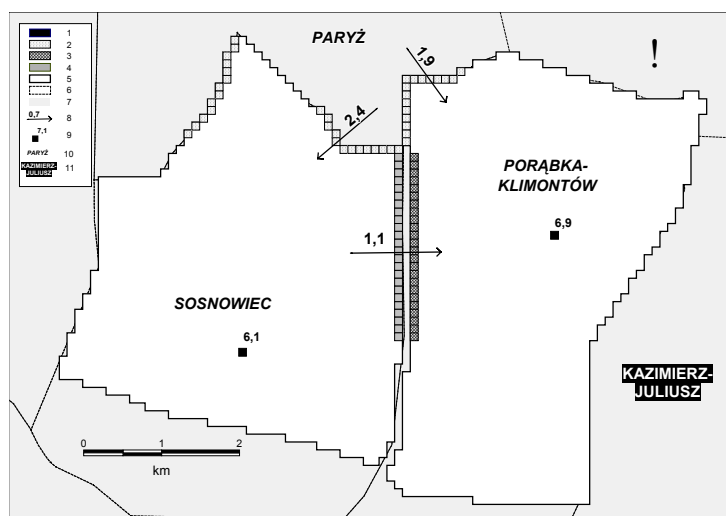 1
2
3
4
5
6
7
0,7
8
7,1
9
PARYŻ
10
KAZIMIERZ-
JULIUSZ
11
PARYŻ
1,9
!
2,4
PORĄBKA-
KLIMONTÓW
6,9
1,1
SOSNOWIEC
6,1
KAZIMIERZ-
JULIUSZ
0 1 2
km